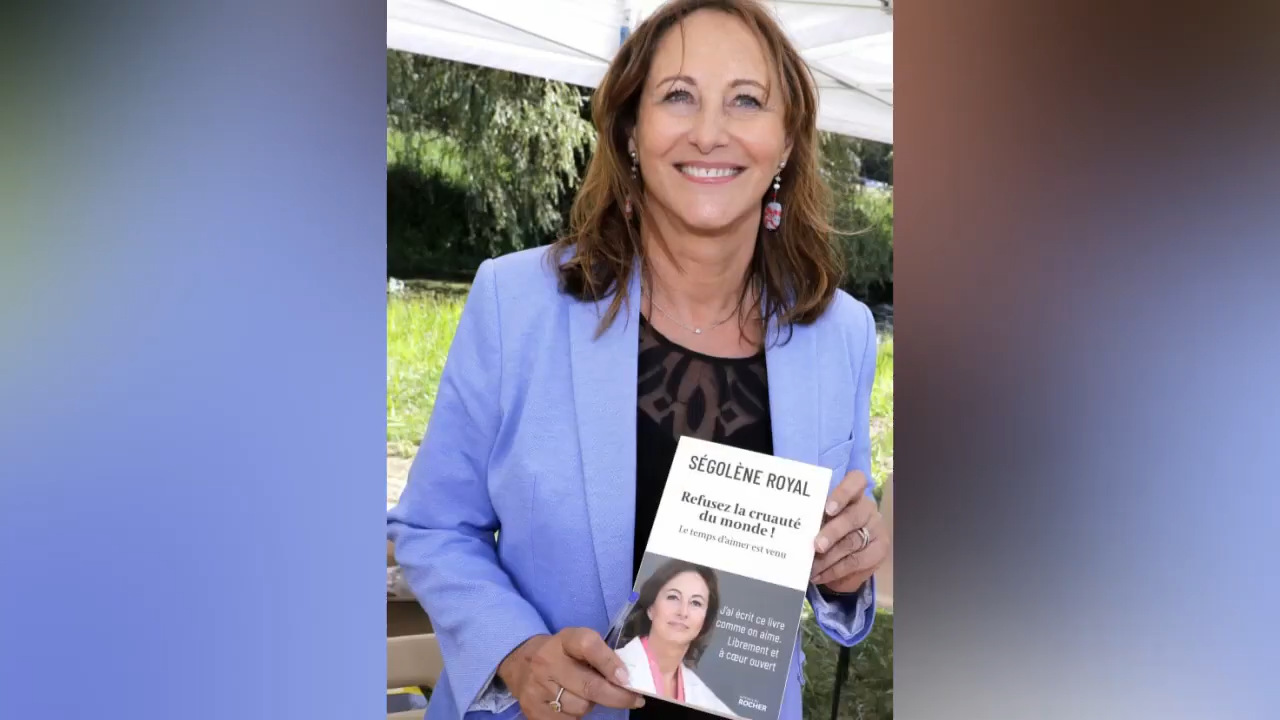 SÉGOLÈNE ROYAL
Refusez la cruauté
du monde !
Le temps d'aimer est venu
J'ai écrit ce livre
comme on aime.
Librement et
à cœur ouvert
ROCHER